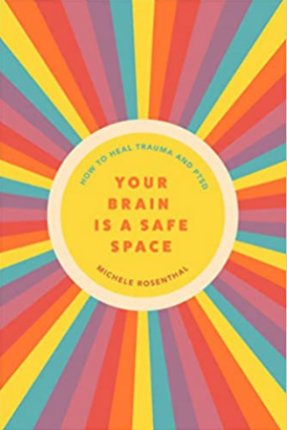 HOW TO HEAL TRAUMA AND PTSD
YOUR
BRAIN
IS A SAFE
SPACE
MICHELE ROSENTHAL